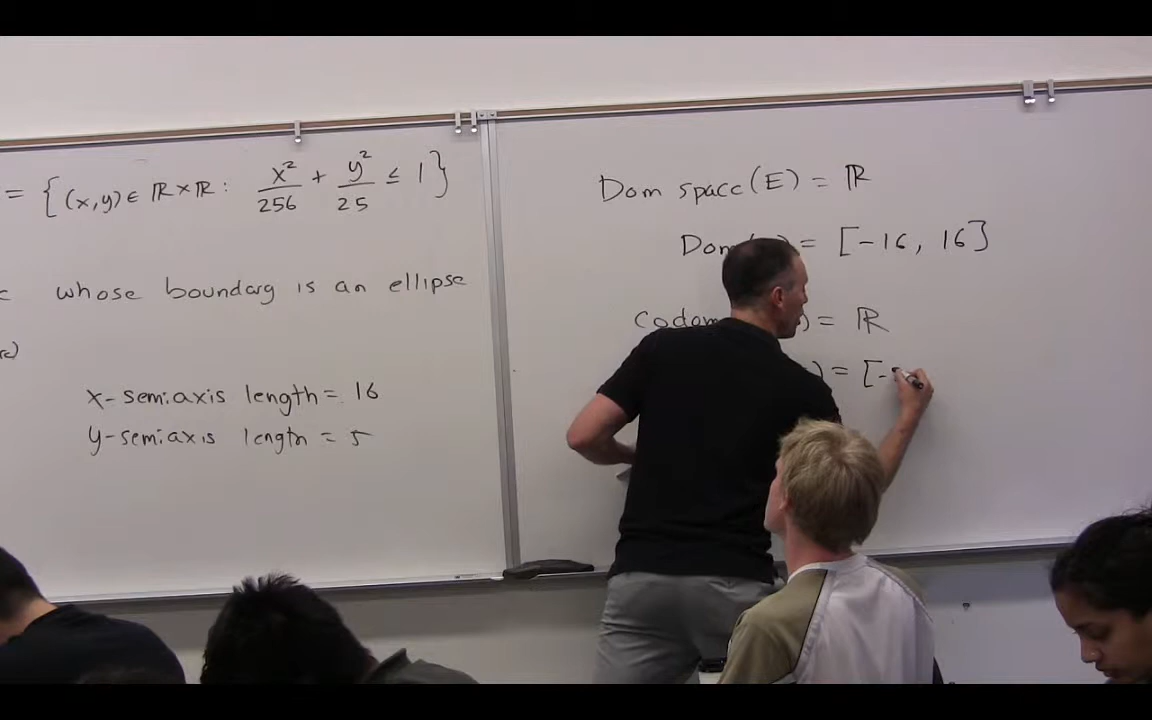 = {(x,y) ∈ ℝ×ℝ: x²/256 + y²/25 ≤ 1}
whose boundary is an ellipse
x-semiaxis length = 16
y-semiaxis length = 5
Dom space(E) = ℝ
Dom ) = [-16, 16]
Codom ) = ℝ
) = [-